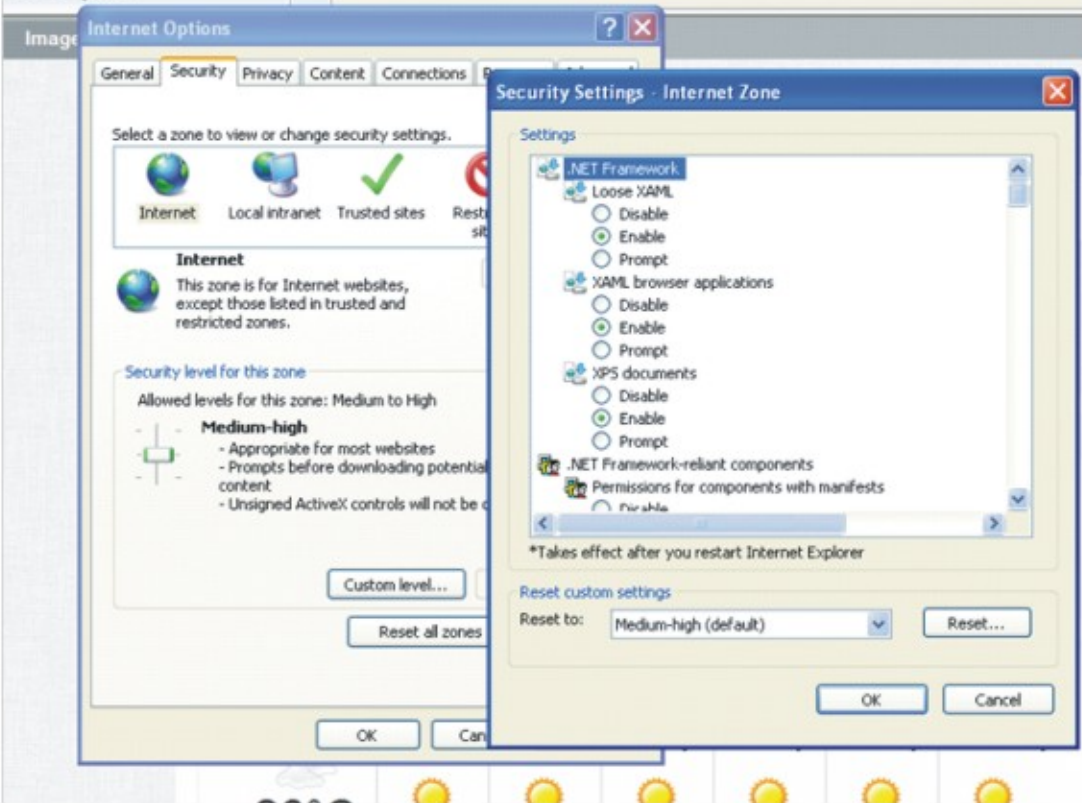 Internet Options
General Security Privacy Content Connections
Select a zone to view or change security settings.
Internet Local intranet Trusted sites
Internet
This zone is for Internet websites,
except those listed in trusted and
restricted zones.
Security level for this zone
Allowed levels for this zone: Medium to High
Medium-high
- Appropriate for most websites
- Prompts before downloading potential
content
- Unsigned ActiveX controls will not be
Custom level...
Reset all zones
OK
Security Settings - Internet Zone
Settings
.NET Framework
Loose XAML
Disable
Enable
Prompt
XAML browser applications
Disable
Enable
Prompt
XPS documents
Disable
Enable
Prompt
.NET Framework-reliant components
Permissions for components with manifests
Disable
*Takes effect after you restart Internet Explorer
Reset custom settings
Reset to: Medium-high (default) Reset...
OK Cancel